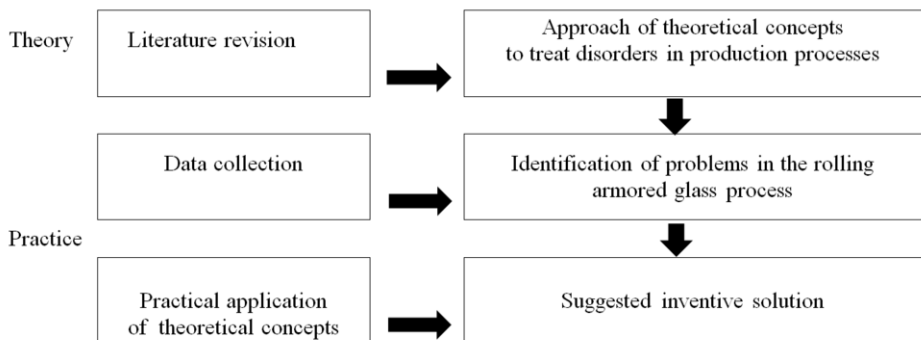 Theory
Literature revision
Approach of theoretical concepts
to treat disorders in production processes
Data collection
Identification of problems in the rolling
armored glass process
Practice
Practical application
of theoretical concepts
Suggested inventive solution